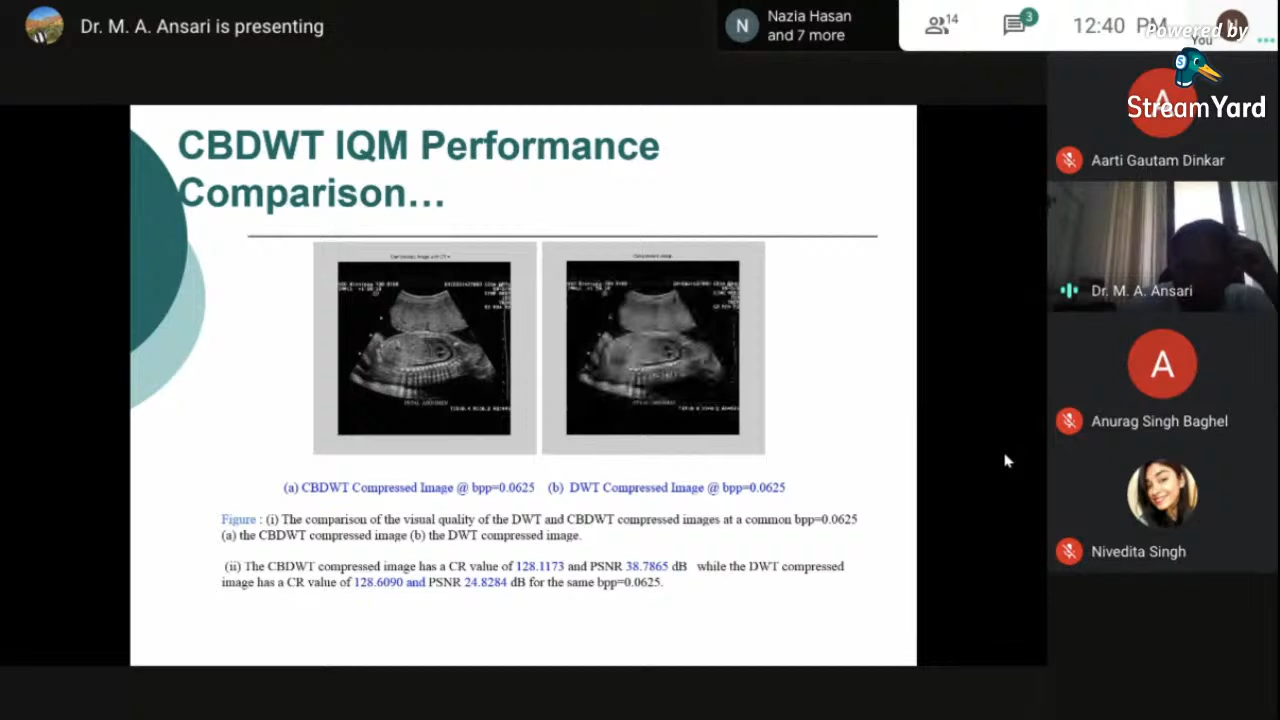 Dr. M. A. Ansari is presenting
N
Nazia Hasan
and 7 more
14
3
12:40 PM
You
Powered by
S
StreamYard
A
Aarti Gautam Dinkar
Dr. M. A. Ansari
A
Anurag Singh Baghel
Nivedita Singh
CBDWT IQM Performance
Comparison...
(a) CBDWT Compressed Image @ bpp=0.0625 (b) DWT Compressed Image @ bpp=0.0625
Figure : (i) The comparison of the visual quality of the DWT and CBDWT compressed images at a common bpp=0.0625
(a) the CBDWT compressed image (b) the DWT compressed image.
(ii) The CBDWT compressed image has a CR value of 128.1173 and PSNR 38.7865 dB while the DWT compressed
image has a CR value of 128.6090 and PSNR 24.8284 dB for the same bpp=0.0625.